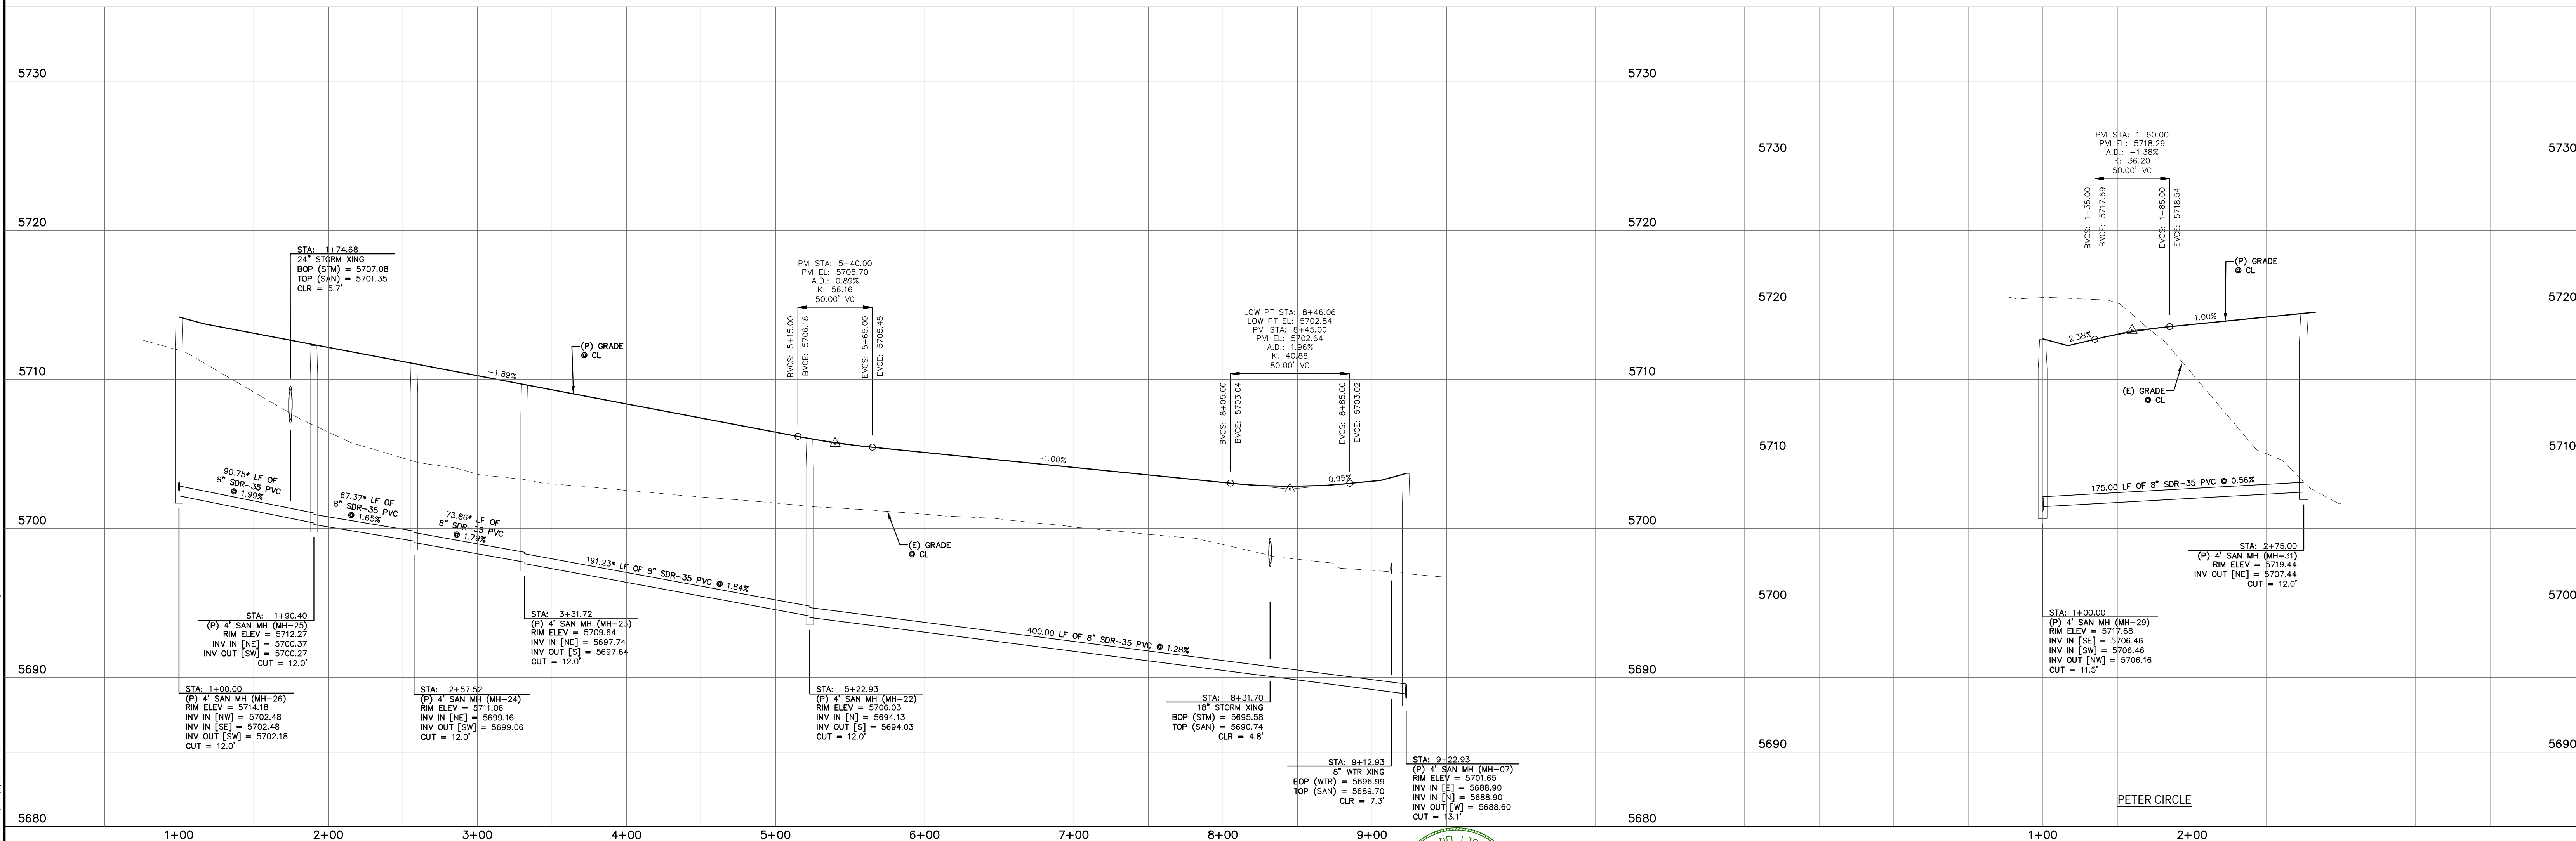 5730
5720
5710
5700
5690
5680
STA: 1+74.68
24" STORM XING
BOP (STM) = 5707.08
TOP (SAN) = 5701.35
CLR = 5.7'
-1.89%
(P) GRADE
@ CL
PVI STA: 5+40.00
PVI EL: 5705.70
A.D.: 0.89%
K: 56.16
50.00' VC
BVCS: 5+15.00
BVCE: 5706.18
EVCS: 5+65.00
EVCE: 5705.45
-1.00%
LOW PT STA: 8+46.06
LOW PT EL: 5702.84
PVI STA: 8+45.00
PVI EL: 5702.64
A.D.: 1.96%
K: 40.88
80.00' VC
BVCS: 8+05.00
BVCE: 5703.04
EVCS: 8+85.00
EVCE: 5703.02
0.95%
90.75* LF OF
8" SDR-35 PVC
@ 1.99%
67.37* LF OF
8" SDR-35 PVC
@ 1.65%
73.86* LF OF
8" SDR-35 PVC
@ 1.79%
191.23* LF OF 8" SDR-35 PVC @ 1.84%
(E) GRADE
@ CL
400.00 LF OF 8" SDR-35 PVC @ 1.28%
STA: 1+90.40
(P) 4' SAN MH (MH-25)
RIM ELEV = 5712.27
INV IN [NE] = 5700.37
INV OUT [SW] = 5700.27
CUT = 12.0'
STA: 1+00.00
(P) 4' SAN MH (MH-26)
RIM ELEV = 5714.18
INV IN [NW] = 5702.48
INV IN [SE] = 5702.48
INV OUT [SW] = 5702.18
CUT = 12.0'
STA: 2+57.52
(P) 4' SAN MH (MH-24)
RIM ELEV = 5711.06
INV IN [NE] = 5699.16
INV OUT [SW] = 5699.06
CUT = 12.0'
STA: 3+31.72
(P) 4' SAN MH (MH-23)
RIM ELEV = 5709.64
INV IN [NE] = 5697.74
INV OUT [S] = 5697.64
CUT = 12.0'
STA: 5+22.93
(P) 4' SAN MH (MH-22)
RIM ELEV = 5706.03
INV IN [N] = 5694.13
INV OUT [S] = 5694.03
CUT = 12.0'
STA: 8+31.70
18" STORM XING
BOP (STM) = 5695.58
TOP (SAN) = 5690.74
CLR = 4.8'
STA: 9+12.93
8" WTR XING
BOP (WTR) = 5696.99
TOP (SAN) = 5689.70
CLR = 7.3'
STA: 9+22.93
(P) 4' SAN MH (MH-07)
RIM ELEV = 5701.65
INV IN [E] = 5688.90
INV IN [N] = 5688.90
INV OUT [W] = 5688.60
CUT = 13.1'
1+00
2+00
3+00
4+00
5+00
6+00
7+00
8+00
9+00
5730
5720
5710
5700
5690
5680
5730
5720
5710
5700
5690
PVI STA: 1+60.00
PVI EL: 5718.29
A.D.: -1.38%
K: 36.20
50.00' VC
BVCS: 1+35.00
BVCE: 5717.69
EVCS: 1+85.00
EVCE: 5718.54
2.38%
1.00%
(P) GRADE
@ CL
(E) GRADE
@ CL
175.00 LF OF 8" SDR-35 PVC @ 0.56%
STA: 2+75.00
(P) 4' SAN MH (MH-31)
RIM ELEV = 5719.44
INV OUT [NE] = 5707.44
CUT = 12.0'
STA: 1+00.00
(P) 4' SAN MH (MH-29)
RIM ELEV = 5717.68
INV IN [SE] = 5706.46
INV IN [SW] = 5706.46
INV OUT [NW] = 5706.16
CUT = 11.5'
PETER CIRCLE
1+00
2+00
5730
5720
5710
5700
5690